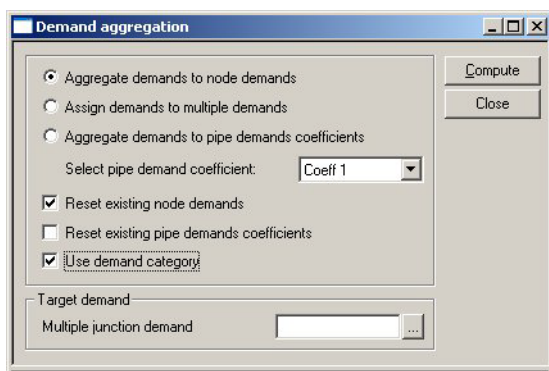 Demand aggregation
Aggregate demands to node demands
Compute
Assign demands to multiple demands
Close
Aggregate demands to pipe demands coefficients
Select pipe demand coefficient: Coeff 1
Reset existing node demands
Reset existing pipe demands coefficients
Use demand category
Target demand
Multiple junction demand ...